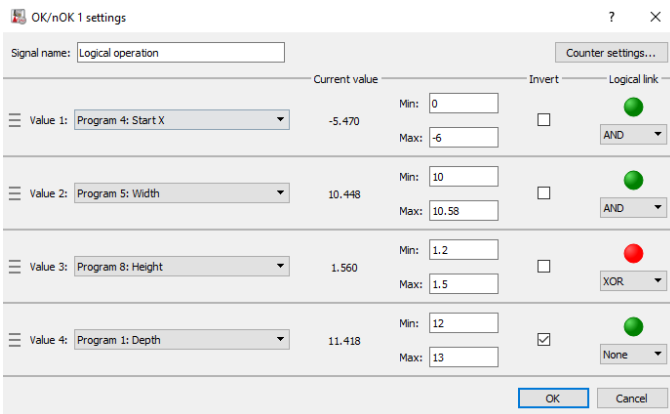 OK/nOK 1 settings
? X
Signal name: Logical operation Counter settings...
Current value Invert Logical link
Value 1: Program 4: Start X -5.470 Min: 0
Max: -6 AND
Value 2: Program 5: Width 10.448 Min: 10
Max: 10.58 AND
Value 3: Program 8: Height 1.560 Min: 1.2
Max: 1.5 XOR
Value 4: Program 1: Depth 11.418 Min: 12
Max: 13 None
OK Cancel